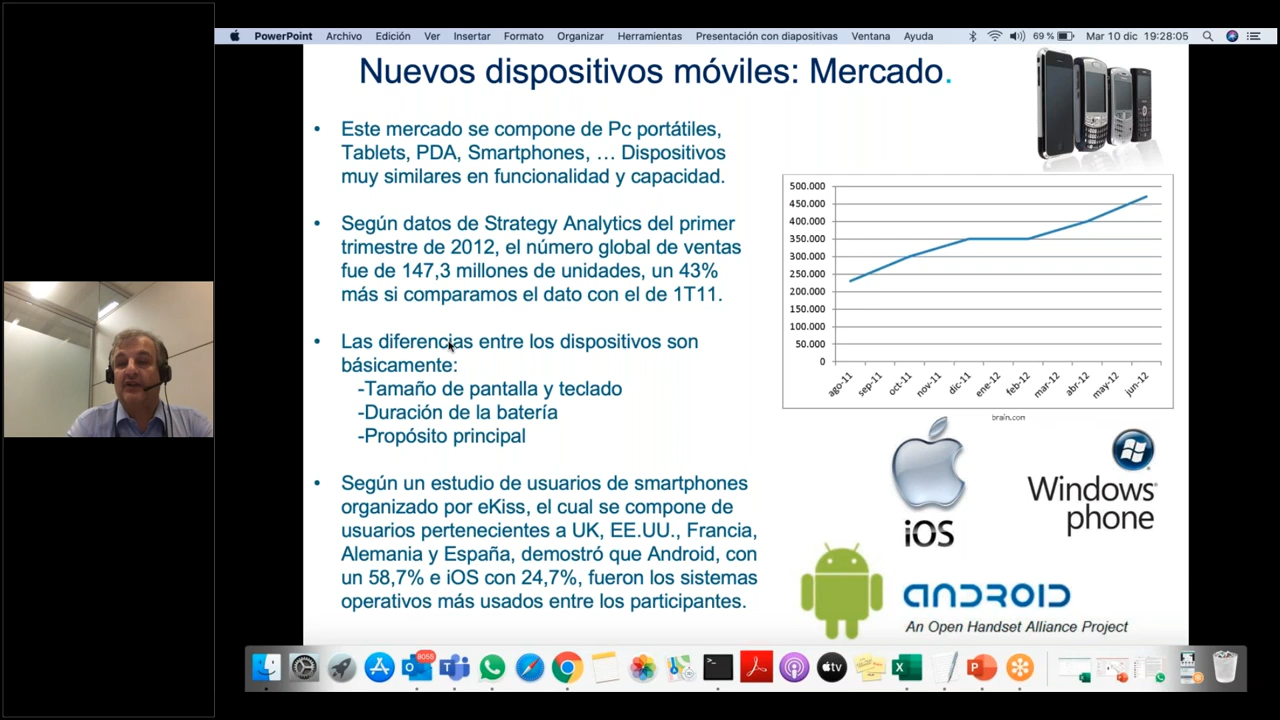 PowerPoint Archivo Edición Ver Insertar Formato Organizar Herramientas Presentación con diapositivas Ventana Ayuda 69 % Mar 10 dic 19:28:05
Nuevos dispositivos móviles: Mercado.
• Este mercado se compone de Pc portátiles,
Tablets, PDA, Smartphones, … Dispositivos
muy similares en funcionalidad y capacidad.
• Según datos de Strategy Analytics del primer
trimestre de 2012, el número global de ventas
fue de 147,3 millones de unidades, un 43%
más si comparamos el dato con el de 1T11.
• Las diferencias entre los dispositivos son
básicamente:
-Tamaño de pantalla y teclado
-Duración de la batería
-Propósito principal
• Según un estudio de usuarios de smartphones
organizado por eKiss, el cual se compone de
usuarios pertenecientes a UK, EE.UU., Francia,
Alemania y España, demostró que Android, con
un 58,7% e iOS con 24,7%, fueron los sistemas
operativos más usados entre los participantes.
500.000
450.000
400.000
350.000
300.000
250.000
200.000
150.000
100.000
50.000
0
ago-11 sep-11 oct-11 nov-11 dic-11 ene-12 feb-12 mar-12 abr-12 may-12 jun-12
brain.com
iOS
Windows
phone
ANDROID
An Open Handset Alliance Project
8055
tv